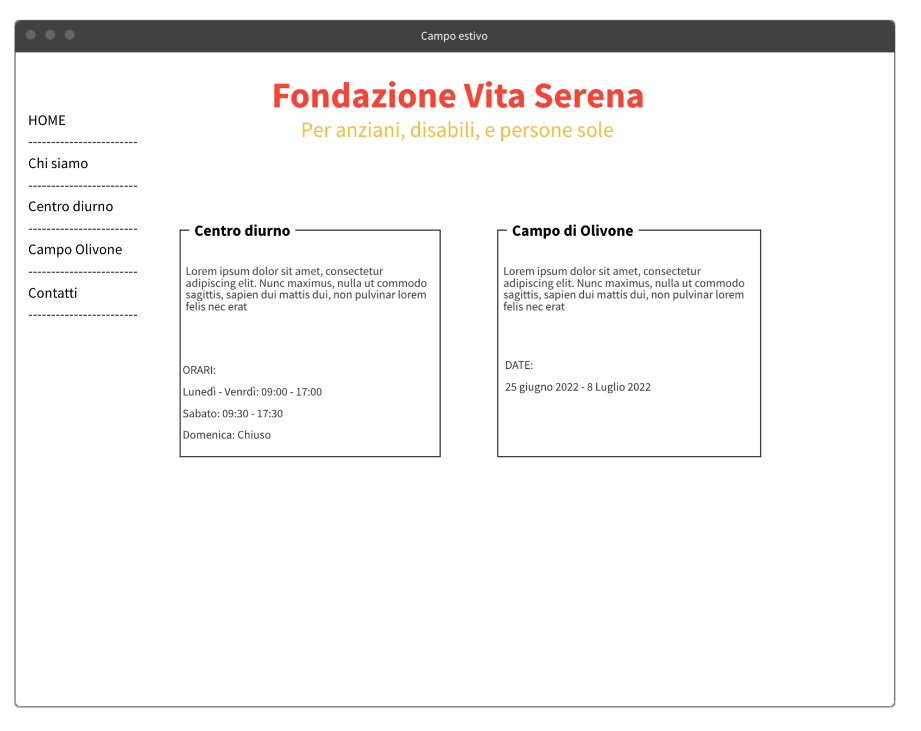 Campo estivo
Fondazione Vita Serena
Per anziani, disabili, e persone sole
HOME
------------------------
Chi siamo
------------------------
Centro diurno
------------------------
Campo Olivone
------------------------
Contatti
------------------------
Centro diurno
Lorem ipsum dolor sit amet, consectetur
adipiscing elit. Nunc maximus, nulla ut commodo
sagittis, sapien dui mattis dui, non pulvinar lorem
felis nec erat
ORARI:
Lunedì - Venrdì: 09:00 - 17:00
Sabato: 09:30 - 17:30
Domenica: Chiuso
Campo di Olivone
Lorem ipsum dolor sit amet, consectetur
adipiscing elit. Nunc maximus, nulla ut commodo
sagittis, sapien dui mattis dui, non pulvinar lorem
felis nec erat
DATE:
25 giugno 2022 - 8 Luglio 2022